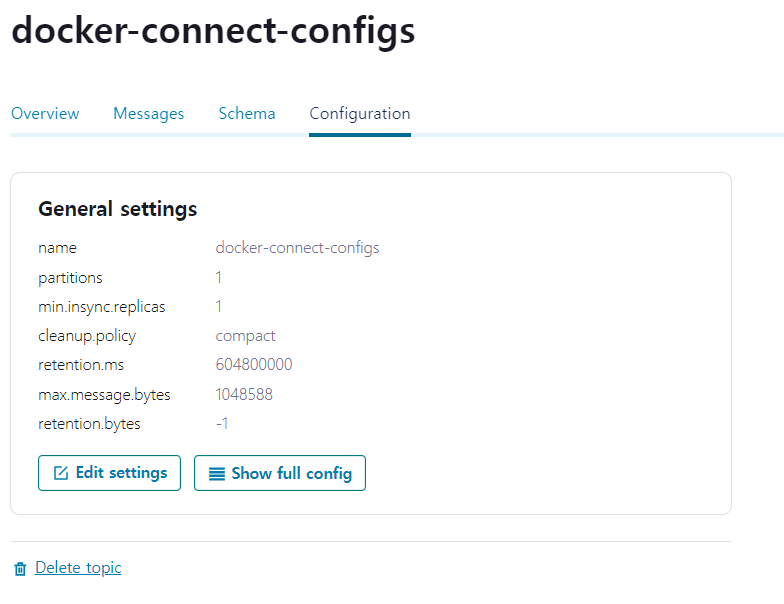 docker-connect-configs
Overview Messages Schema Configuration
General settings
name docker-connect-configs
partitions 1
min.insync.replicas 1
cleanup.policy compact
retention.ms 604800000
max.message.bytes 1048588
retention.bytes -1
Edit settings Show full config
Delete topic